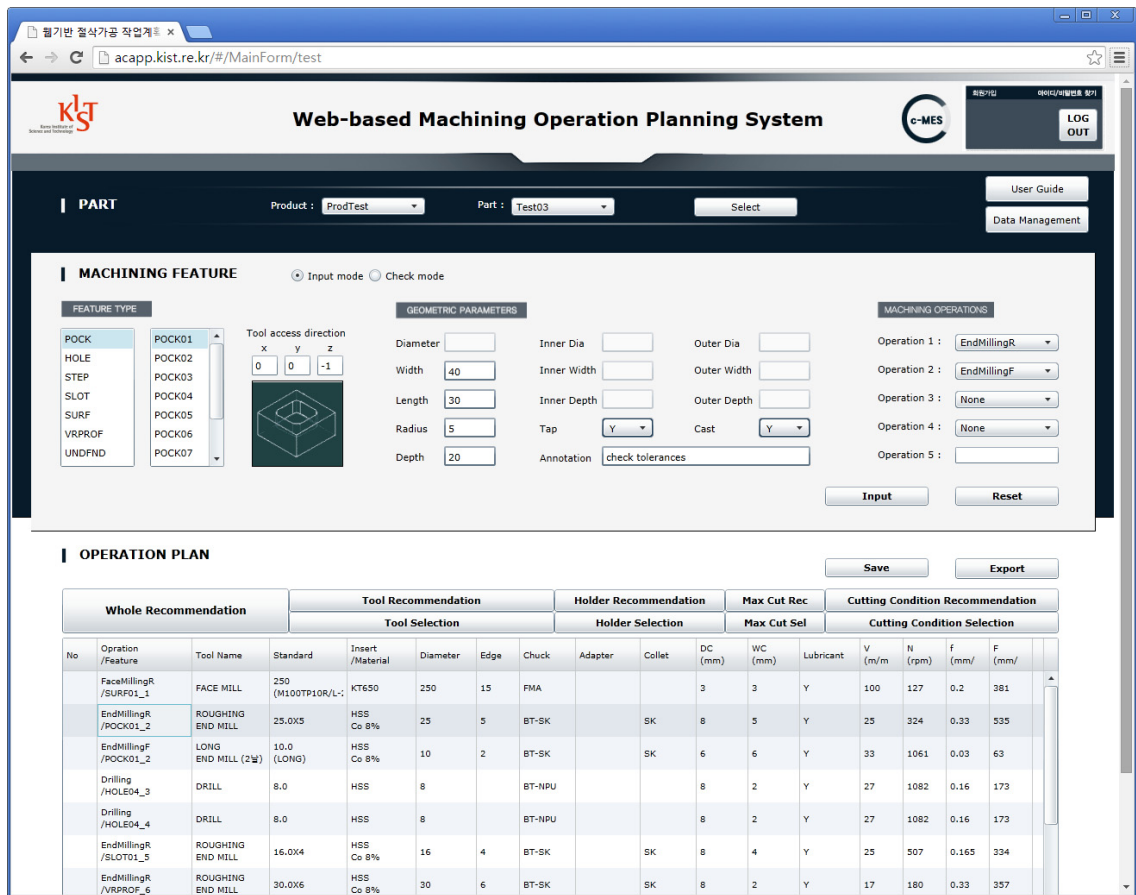 웹기반 절삭가공 작업계획
acapp.kist.re.kr/#/MainForm/test
KIST
Korea Institute of
Science and Technology
Web-based Machining Operation Planning System
c-MES
회원가입 아이디/비밀번호 찾기
LOG OUT
PART
Product : ProdTest Part : Test03 Select
User Guide
Data Management
MACHINING FEATURE Input mode Check mode
FEATURE TYPE GEOMETRIC PARAMETERS MACHINING OPERATIONS
POCK
HOLE
STEP
SLOT
SURF
VRPROF
UNDFND
POCK01
POCK02
POCK03
POCK04
POCK05
POCK06
POCK07
Tool access direction
x y z
0 0 -1
Diameter Inner Dia Outer Dia
Width 40 Inner Width Outer Width
Length 30 Inner Depth Outer Depth
Radius 5 Tap Y Cast Y
Depth 20 Annotation check tolerances
Operation 1 : EndMillingR
Operation 2 : EndMillingF
Operation 3 : None
Operation 4 : None
Operation 5 :
Input Reset
OPERATION PLAN
Save Export
Whole Recommendation
Tool Recommendation Holder Recommendation Max Cut Rec Cutting Condition Recommendation
Tool Selection Holder Selection Max Cut Sel Cutting Condition Selection
No Opration /Feature Tool Name Standard Insert /Material Diameter Edge Chuck Adapter Collet DC (mm) WC (mm) Lubricant V (m/m N (rpm) f (mm/ F (mm/
FaceMillingR /SURF01_1 FACE MILL 250 (M100TP10R/L-2 KT650 250 15 FMA 3 3 Y 100 127 0.2 381
EndMillingR /POCK01_2 ROUGHING END MILL 25.0X5 HSS Co 8% 25 5 BT-SK SK 8 5 Y 25 324 0.33 535
EndMillingF /POCK01_2 LONG END MILL (2날) 10.0 (LONG) HSS Co 8% 10 2 BT-SK SK 6 6 Y 33 1061 0.03 63
Drilling /HOLE04_3 DRILL 8.0 HSS 8 BT-NPU 8 2 Y 27 1082 0.16 173
Drilling /HOLE04_4 DRILL 8.0 HSS 8 BT-NPU 8 2 Y 27 1082 0.16 173
EndMillingR /SLOT01_5 ROUGHING END MILL 16.0X4 HSS Co 8% 16 4 BT-SK SK 8 4 Y 25 507 0.165 334
EndMillingR /VRPROF_6 ROUGHING END MILL 30.0X6 HSS Co 8% 30 6 BT-SK SK 8 2 Y 17 180 0.33 357